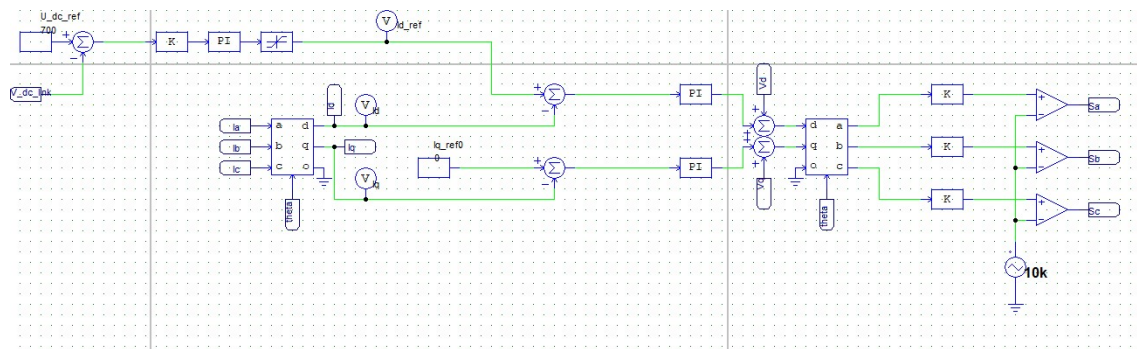 U_dc_ref
700
V_dc_link
K
PI
V
Id_ref
Ia
Ib
Ic
a d
b q
c o
theta
Id
V
Id
Iq
V
Iq
Iq_ref0
0
PI
PI
Vd
d a
q b
o c
theta
K
K
K
Sa
Sb
Sc
10k